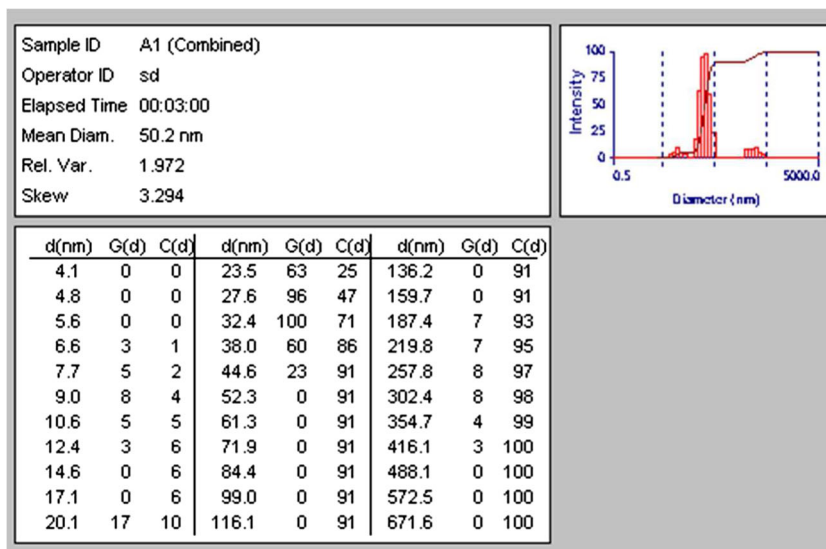 Sample ID A1 (Combined)
Operator ID sd
Elapsed Time 00:03:00
Mean Diam. 50.2 nm
Rel. Var. 1.972
Skew 3.294
100
75
50
25
0
Intensity
0.5 5000.0
Diameter (nm)
d(nm) G(d) C(d) d(nm) G(d) C(d) d(nm) G(d) C(d)
4.1 0 0 23.5 63 25 136.2 0 91
4.8 0 0 27.6 96 47 159.7 0 91
5.6 0 0 32.4 100 71 187.4 7 93
6.6 3 1 38.0 60 86 219.8 7 95
7.7 5 2 44.6 23 91 257.8 8 97
9.0 8 4 52.3 0 91 302.4 8 98
10.6 5 5 61.3 0 91 354.7 4 99
12.4 3 6 71.9 0 91 416.1 3 100
14.6 0 6 84.4 0 91 488.1 0 100
17.1 0 6 99.0 0 91 572.5 0 100
20.1 17 10 116.1 0 91 671.6 0 100